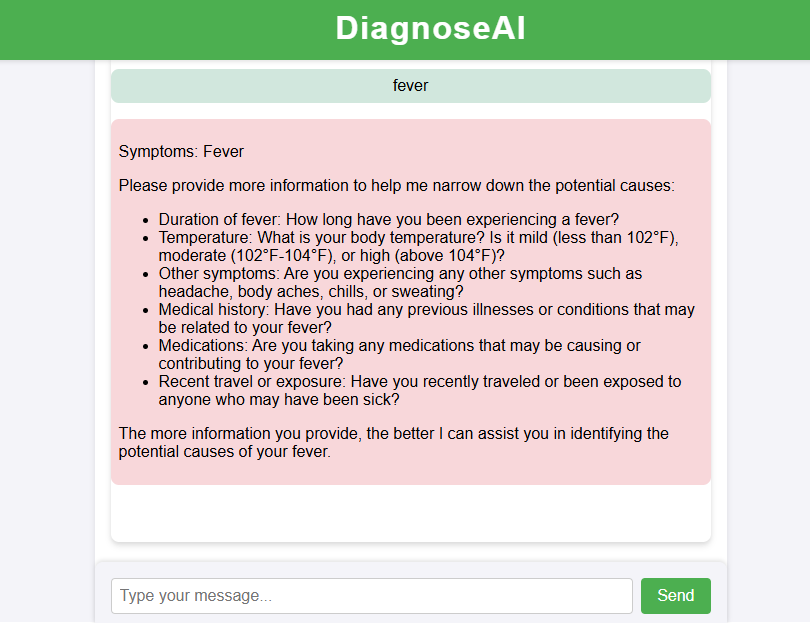 DiagnoseAI
fever
Symptoms: Fever
Please provide more information to help me narrow down the potential causes:
• Duration of fever: How long have you been experiencing a fever?
• Temperature: What is your body temperature? Is it mild (less than 102°F),
moderate (102°F-104°F), or high (above 104°F)?
• Other symptoms: Are you experiencing any other symptoms such as
headache, body aches, chills, or sweating?
• Medical history: Have you had any previous illnesses or conditions that may
be related to your fever?
• Medications: Are you taking any medications that may be causing or
contributing to your fever?
• Recent travel or exposure: Have you recently traveled or been exposed to
anyone who may have been sick?
The more information you provide, the better I can assist you in identifying the
potential causes of your fever.
Type your message...
Send